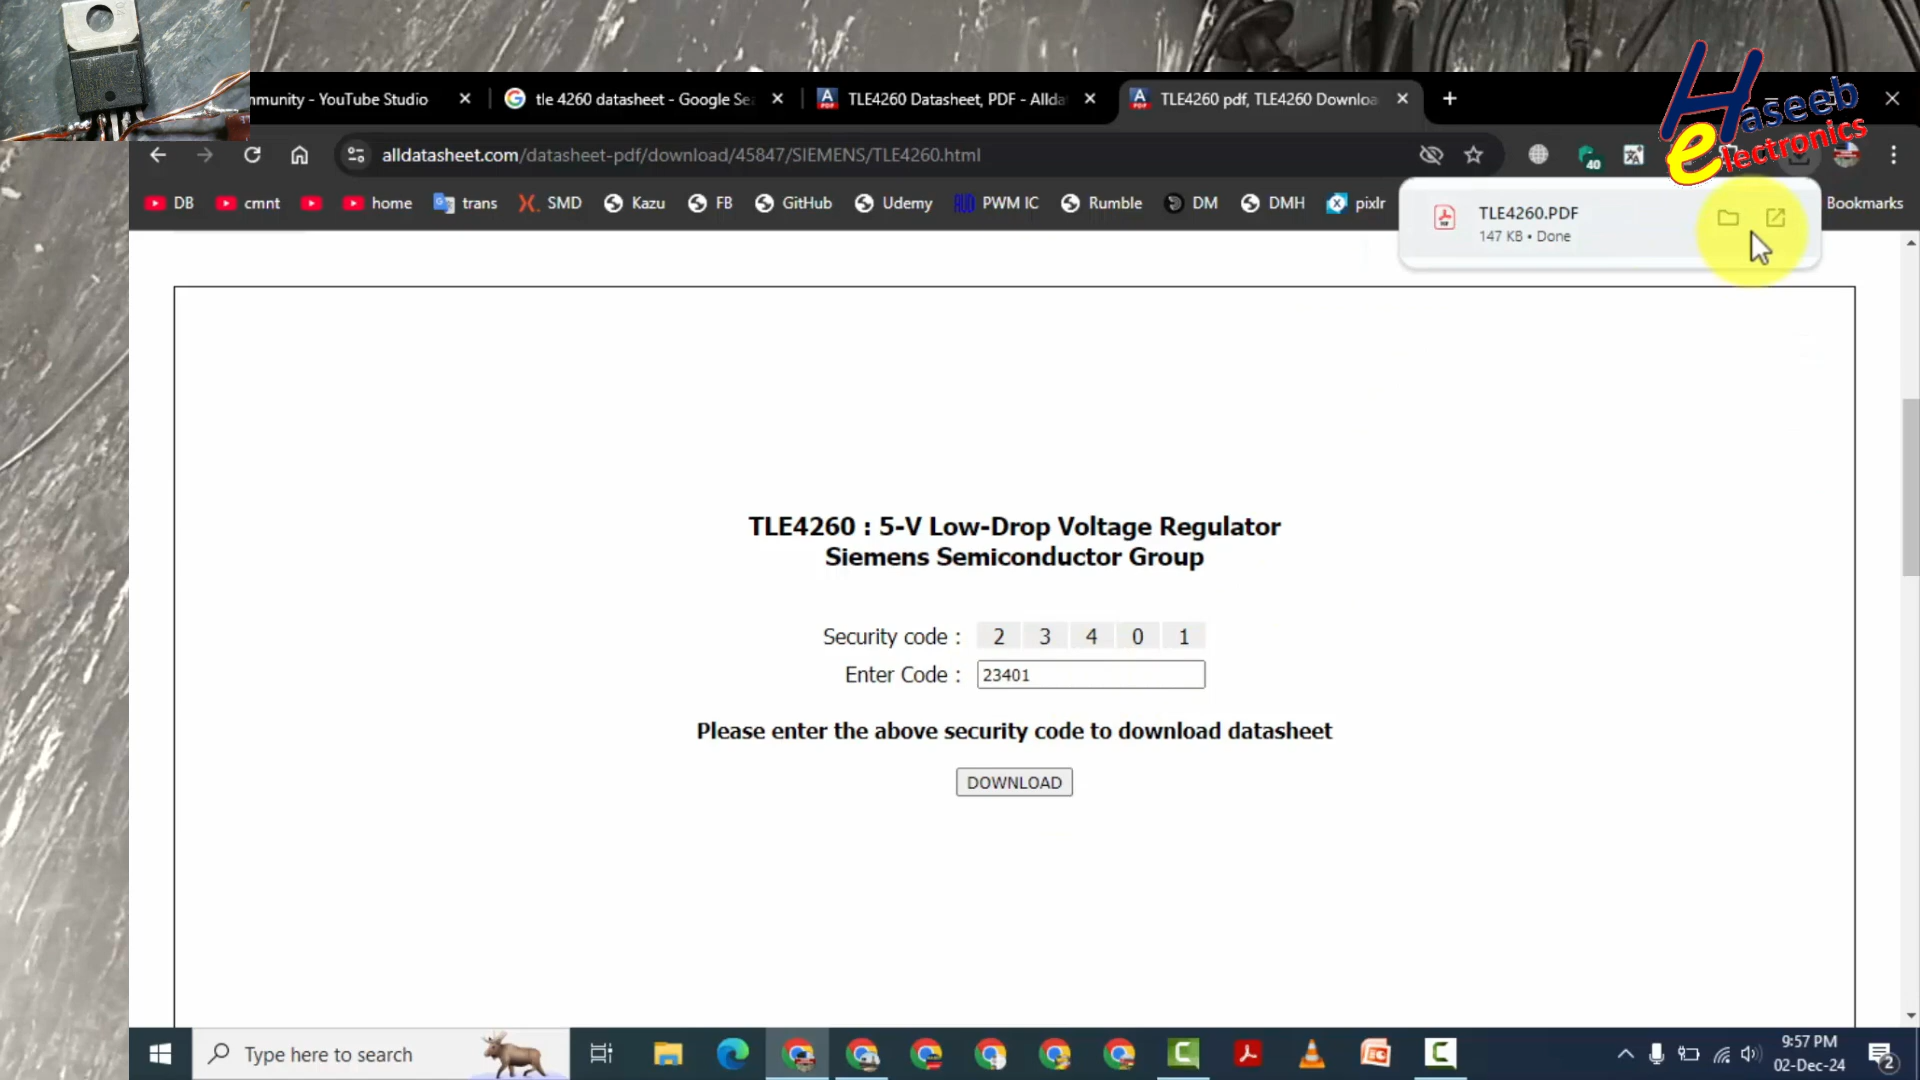 Haseeb
electronics
mmunity - YouTube Studio
tle 4260 datasheet - Google Se
TLE4260 Datasheet, PDF - Allda
TLE4260 pdf, TLE4260 Downloa
alldatasheet.com/datasheet-pdf/download/45847/SIEMENS/TLE4260.html
40
DB
cmnt
home
trans
SMD
Kazu
FB
GitHub
Udemy
PWM IC
Rumble
DM
DMH
pixlr
Bookmarks
TLE4260.PDF
147 KB • Done
TLE4260 : 5-V Low-Drop Voltage Regulator
Siemens Semiconductor Group
Security code : 2 3 4 0 1
Enter Code : 23401
Please enter the above security code to download datasheet
DOWNLOAD
Type here to search
9:57 PM
02-Dec-24
2